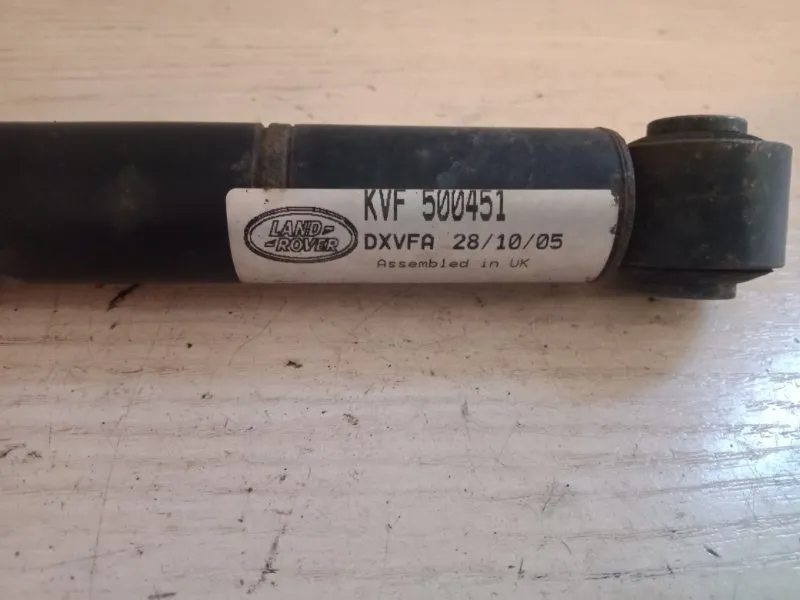 LAND-
-ROVER
KVF 500451
DXVFA 28/10/05
Assembled in UK